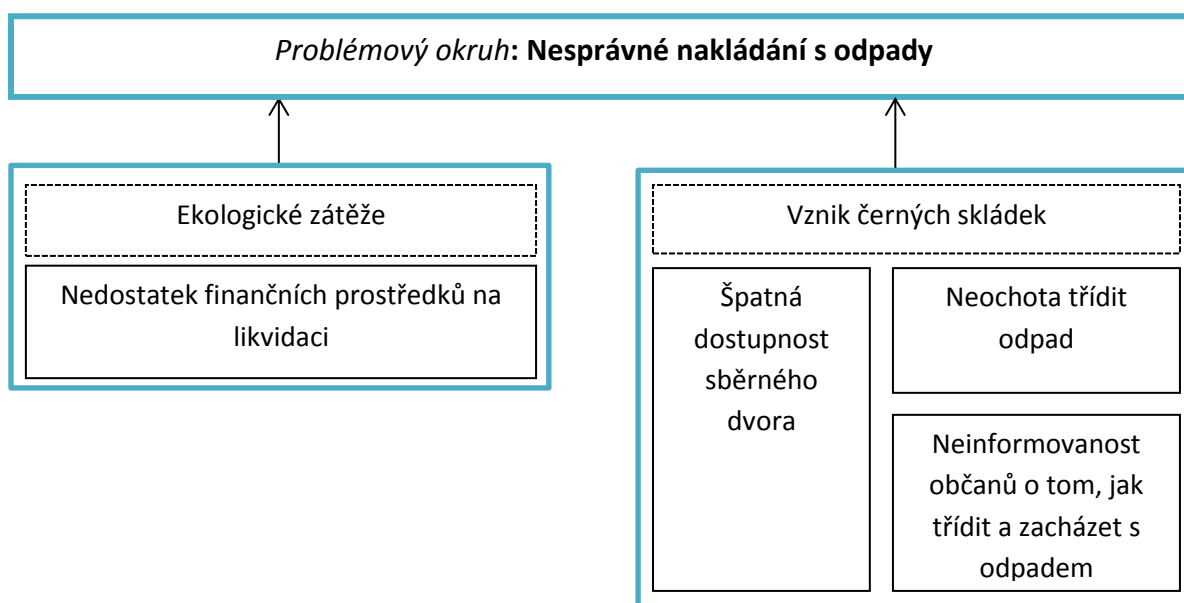 Problémový okruh: Nesprávné nakládání s odpady
Ekologické zátěže
Nedostatek finančních prostředků na
likvidaci
Vznik černých skládek
Špatná
dostupnost
sběrného
dvora
Neochota třídit
odpad
Neinformovanost
občanů o tom, jak
třídit a zacházet s
odpadem